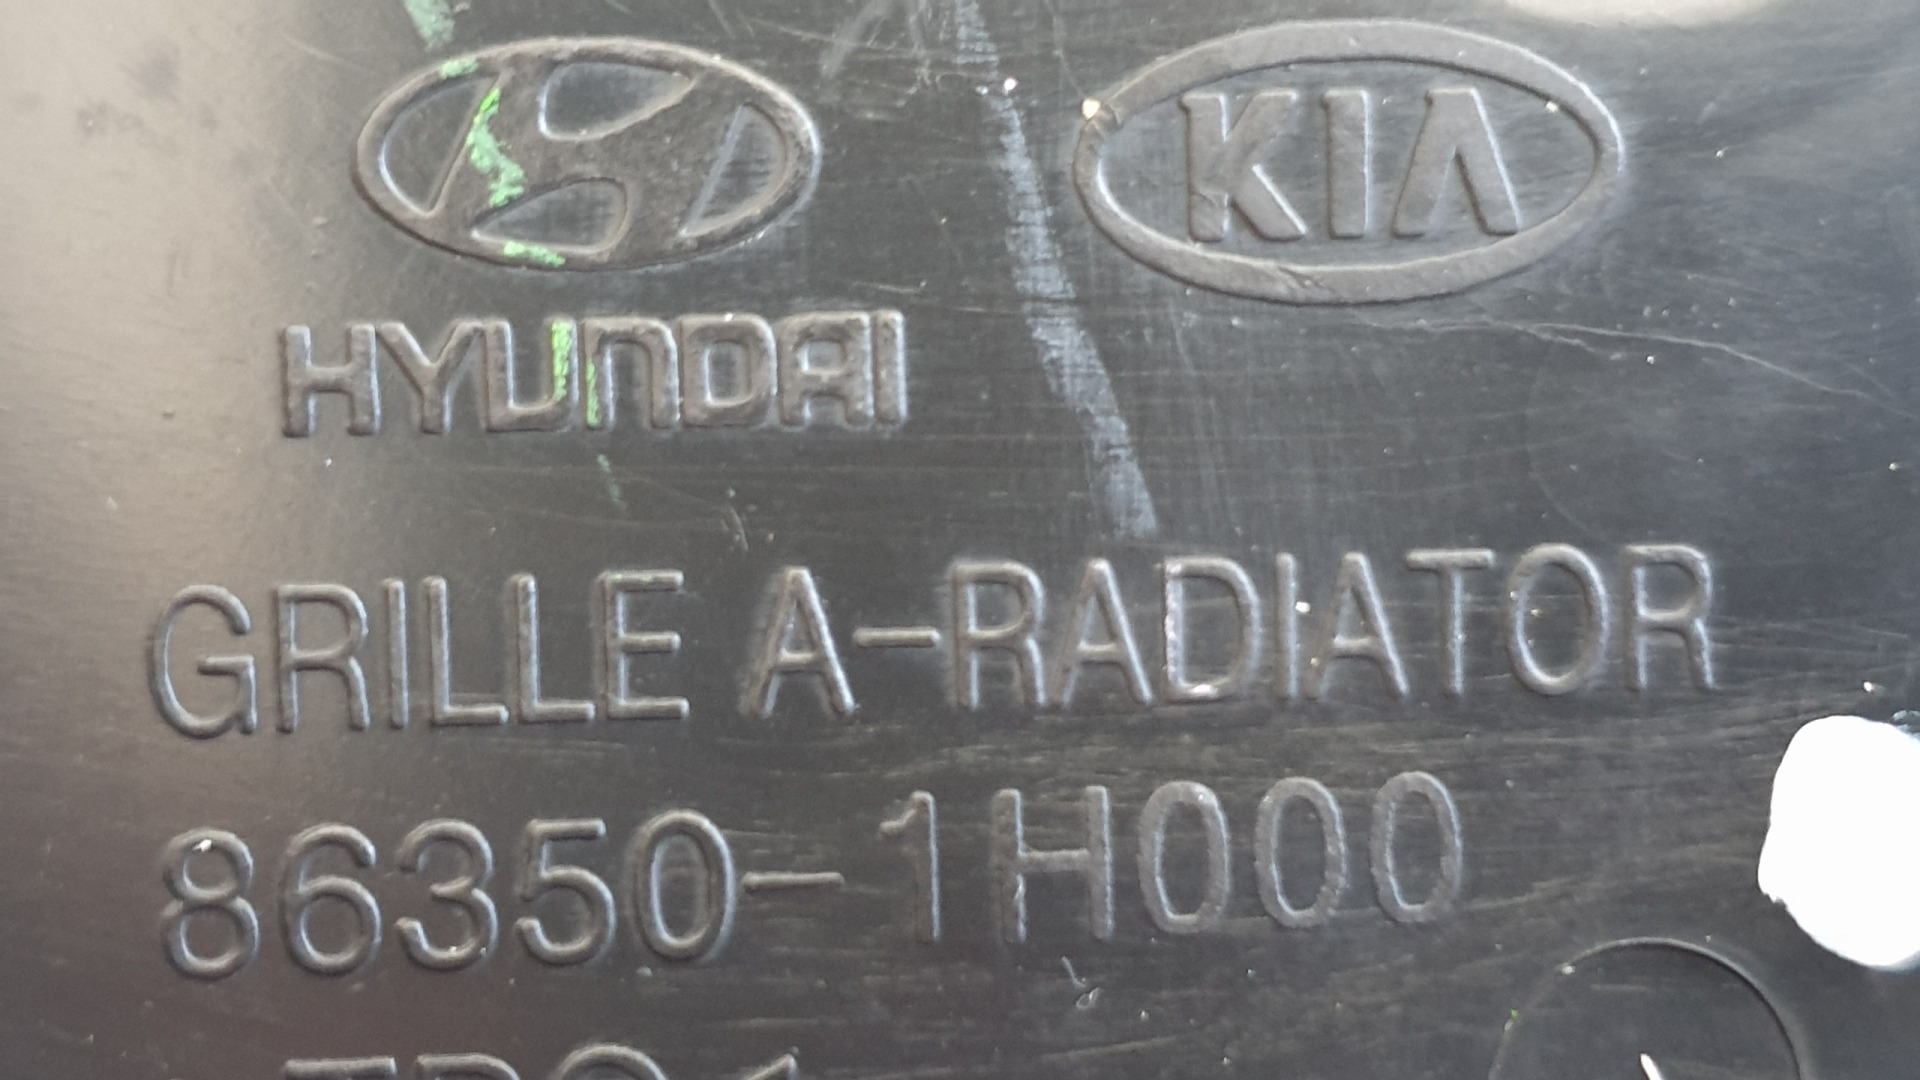 KIA
HYUNDAI
GRILLE A-RADIATOR
86350-1H000